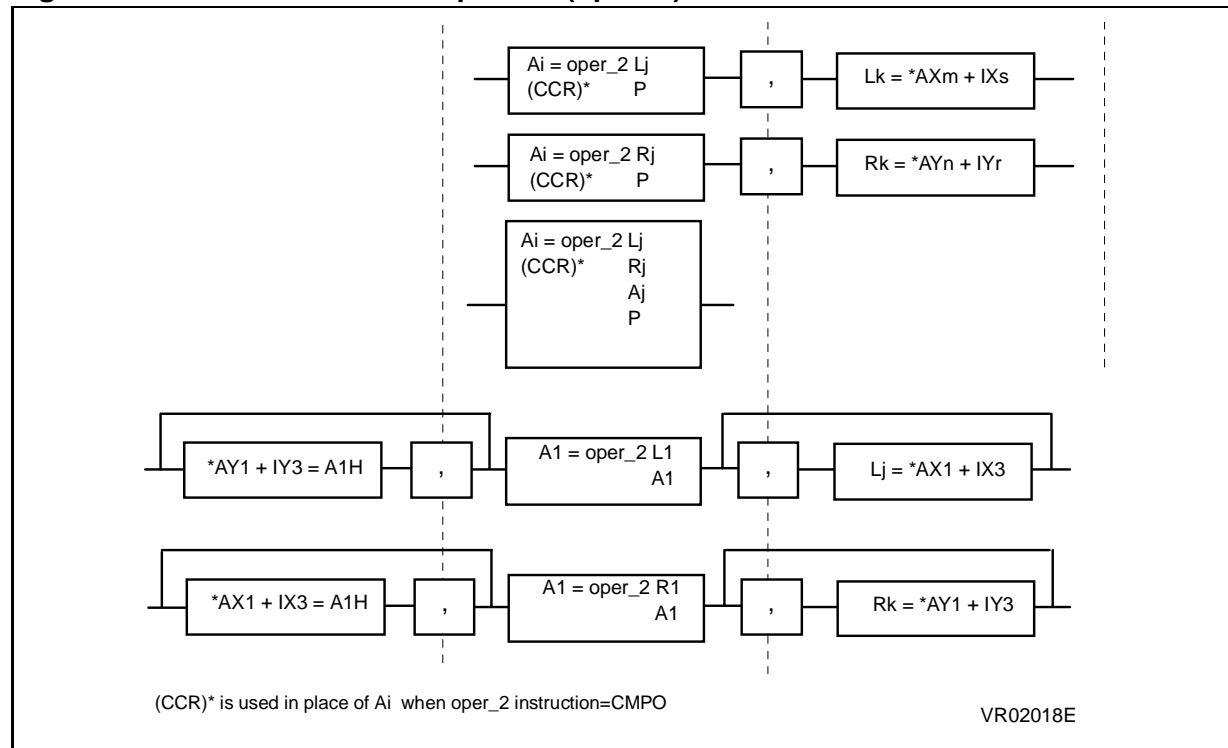 Ai = oper_2 Lj
(CCR)* P
,
Lk = *AXm + IXs
Ai = oper_2 Rj
(CCR)* P
,
Rk = *AYn + IYr
Ai = oper_2 Lj
(CCR)* Rj
Aj
P
*AY1 + IY3 = A1H
,
A1 = oper_2 L1
A1
,
Lj = *AX1 + IX3
*AX1 + IX3 = A1H
,
A1 = oper_2 R1
A1
,
Rk = *AY1 + IY3
(CCR)* is used in place of Ai when oper_2 instruction=CMPO
VR02018E